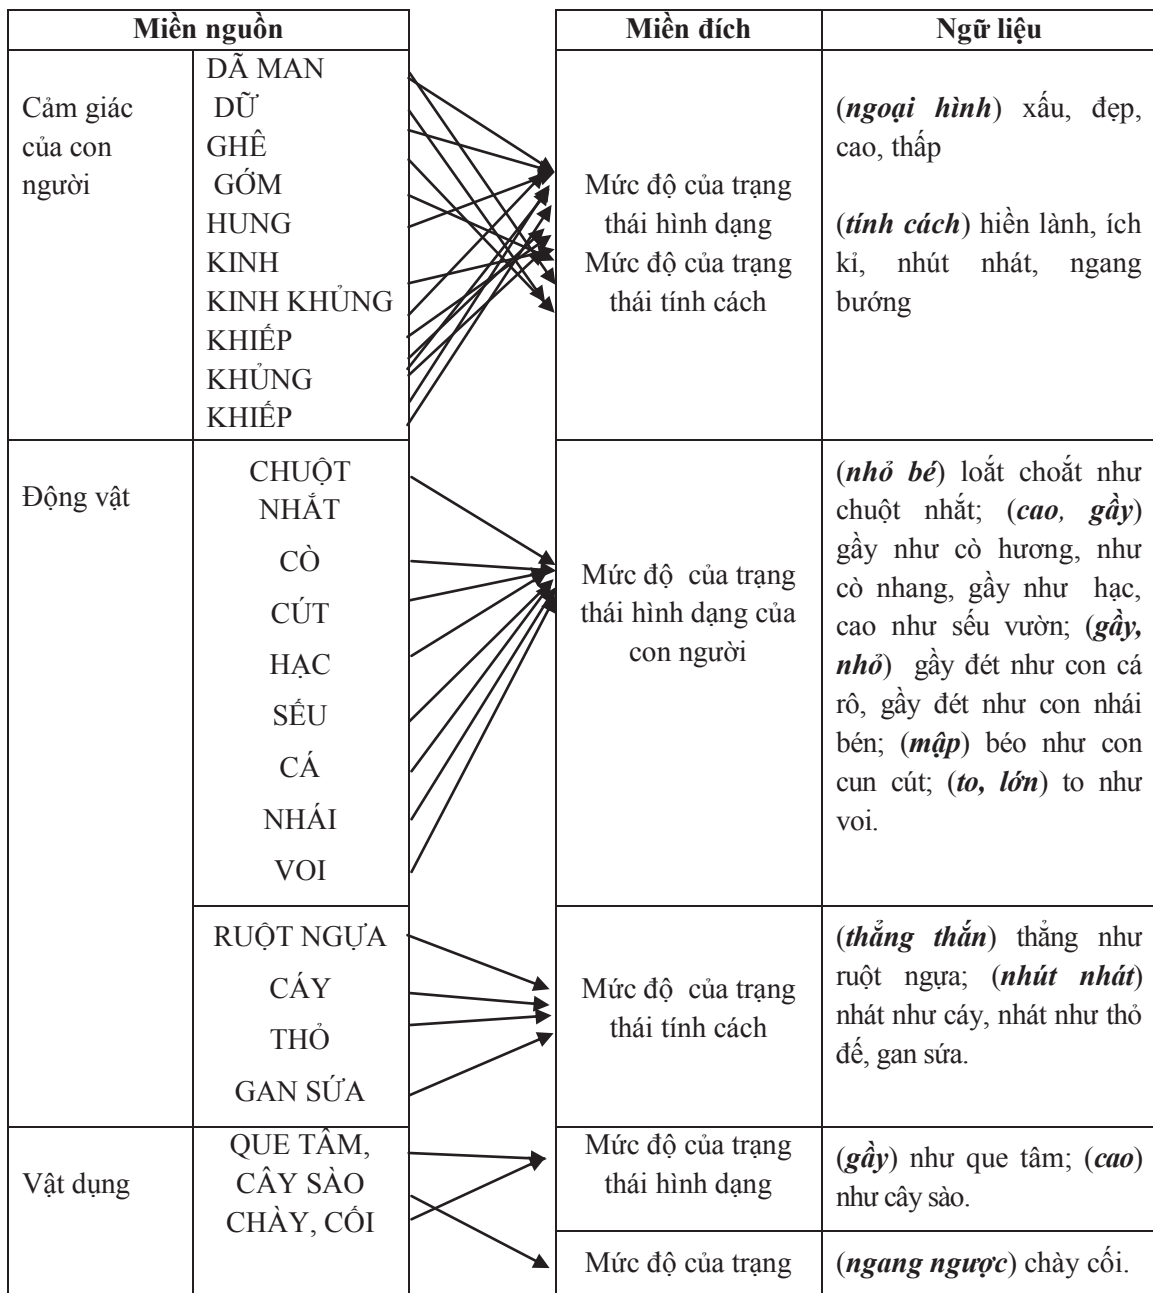 Miền nguồn
Miền đích
Ngữ liệu
Cảm giác
của con
người
DÃ MAN
DỮ
GHÊ
GỚM
HUNG
KINH
KINH KHỦNG
KHIẾP
KHỦNG
KHIẾP
Mức độ của trạng
thái hình dạng
Mức độ của trạng
thái tính cách
(ngoại hình) xấu, đẹp,
cao, thấp
(tính cách) hiền lành, ích
kỉ, nhút nhát, ngang
bướng
Động vật
CHUỘT
NHẮT
CÒ
CÚT
HẠC
SẾU
CÁ
NHÁI
VOI
Mức độ của trạng
thái hình dạng của
con người
(nhỏ bé) loắt choắt như
chuột nhắt; (cao, gầy)
gầy như cò hương, như
cò nhang, gầy như hạc,
cao như sếu vườn; (gầy,
nhỏ) gầy đét như con cá
rô, gầy đét như con nhái
bén; (mập) béo như con
cun cút; (to, lớn) to như
voi.
RUỘT NGỰA
CÁY
THỎ
GAN SỨA
Mức độ của trạng
thái tính cách
(thẳng thắn) thẳng như
ruột ngựa; (nhút nhát)
nhát như cáy, nhát như thỏ
đế, gan sứa.
Vật dụng
QUE TÂM,
CÂY SÀO
CHÀY, CỐI
Mức độ của trạng
thái hình dạng
(gầy) như que tâm; (cao)
như cây sào.
Mức độ của trạng
(ngang ngược) chày cối.